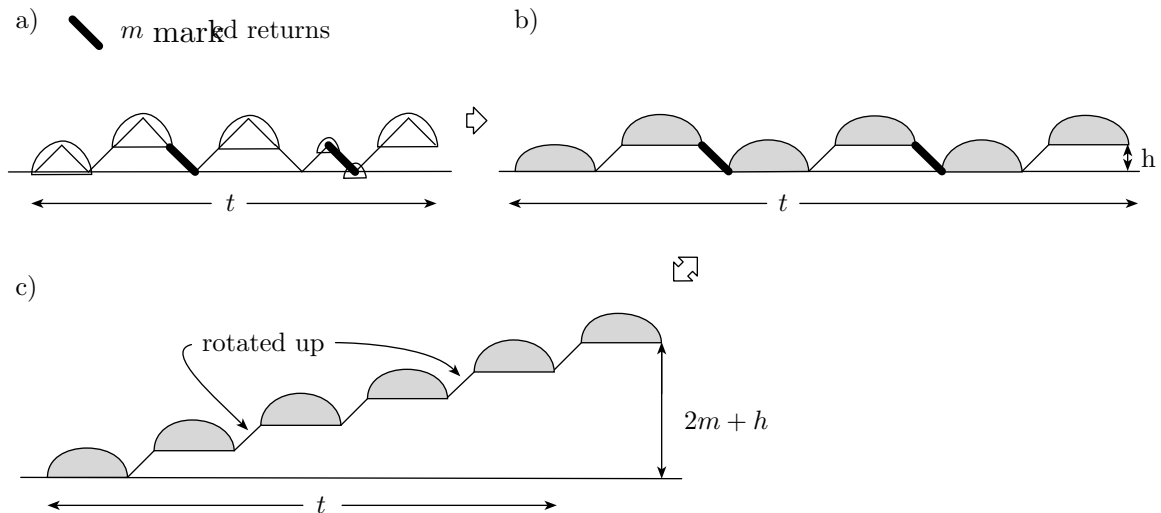 a)
m marked returns
b)
t
h
t
c)
rotated up
2m + h
t